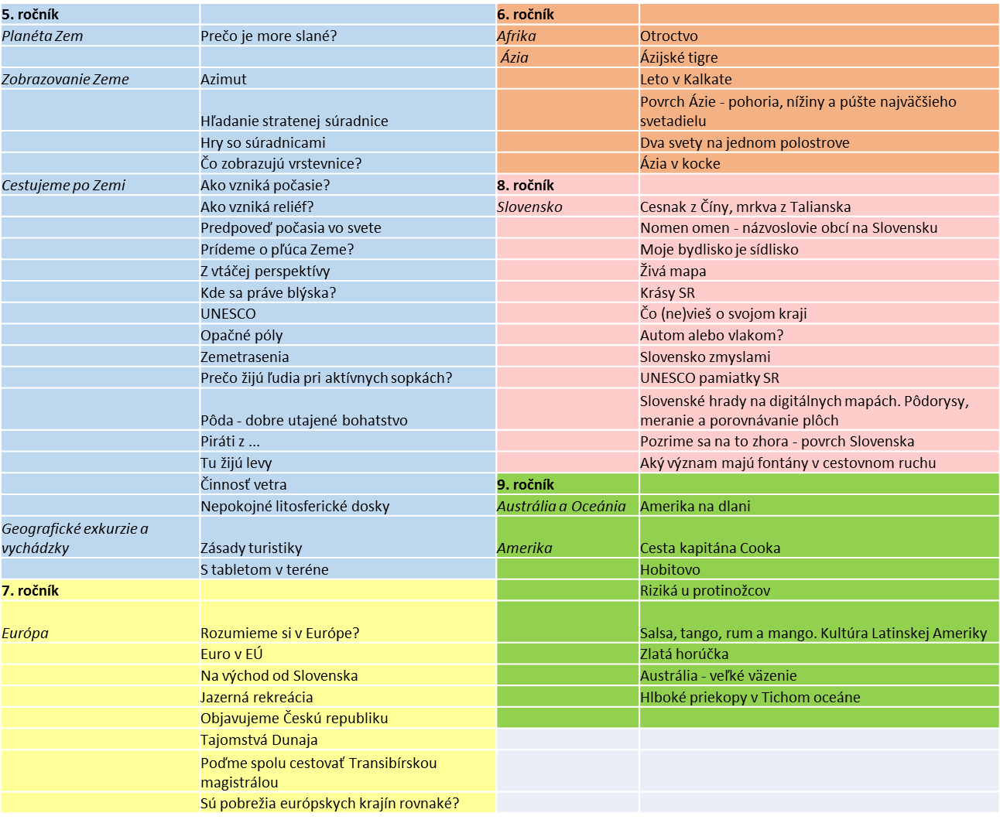 5. ročník
Planéta Zem
Prečo je more slané?
Zobrazovanie Zeme
Azimut
Hľadanie stratenej súradnice
Hry so súradnicami
Čo zobrazujú vrstevnice?
Cestujeme po Zemi
Ako vzniká počasie?
Ako vzniká reliéf?
Predpoveď počasia vo svete
Prídeme o pľúca Zeme?
Z vtáčej perspektívy
Kde sa práve blýska?
UNESCO
Opačné póly
Zemetrasenia
Prečo žijú ľudia pri aktívnych sopkách?
Pôda - dobre utajené bohatstvo
Piráti z ...
Tu žijú levy
Činnosť vetra
Nepokojné litosferické dosky
Geografické exkurzie a
vychádzky
Zásady turistiky
S tabletom v teréne
7. ročník
Európa
Rozumieme si v Európe?
Euro v EÚ
Na východ od Slovenska
Jazerná rekreácia
Objavujeme Českú republiku
Tajomstvá Dunaja
Poďme spolu cestovať Transibírskou
magistrálou
Sú pobrežia európskych krajín rovnaké?
6. ročník
Afrika
Otroctvo
Ázia
Ázijské tigre
Leto v Kalkate
Povrch Ázie - pohoria, nížiny a púšte najväčšieho
svetadielu
Dva svety na jednom polostrove
Ázia v kocke
8. ročník
Slovensko
Cesnak z Číny, mrkva z Talianska
Nomen omen - názvoslovie obcí na Slovensku
Moje bydlisko je sídlisko
Živá mapa
Krásy SR
Čo (ne)vieš o svojom kraji
Autom alebo vlakom?
Slovensko zmyslami
UNESCO pamiatky SR
Slovenské hrady na digitálnych mapách. Pôdorysy,
meranie a porovnávanie plôch
Pozrime sa na to zhora - povrch Slovenska
Aký význam majú fontány v cestovnom ruchu
9. ročník
Austrália a Oceánia
Amerika na dlani
Amerika
Cesta kapitána Cooka
Hobitovo
Riziká u protinožcov
Salsa, tango, rum a mango. Kultúra Latinskej Ameriky
Zlatá horúčka
Austrália - veľké väzenie
Hlboké priekopy v Tichom oceáne